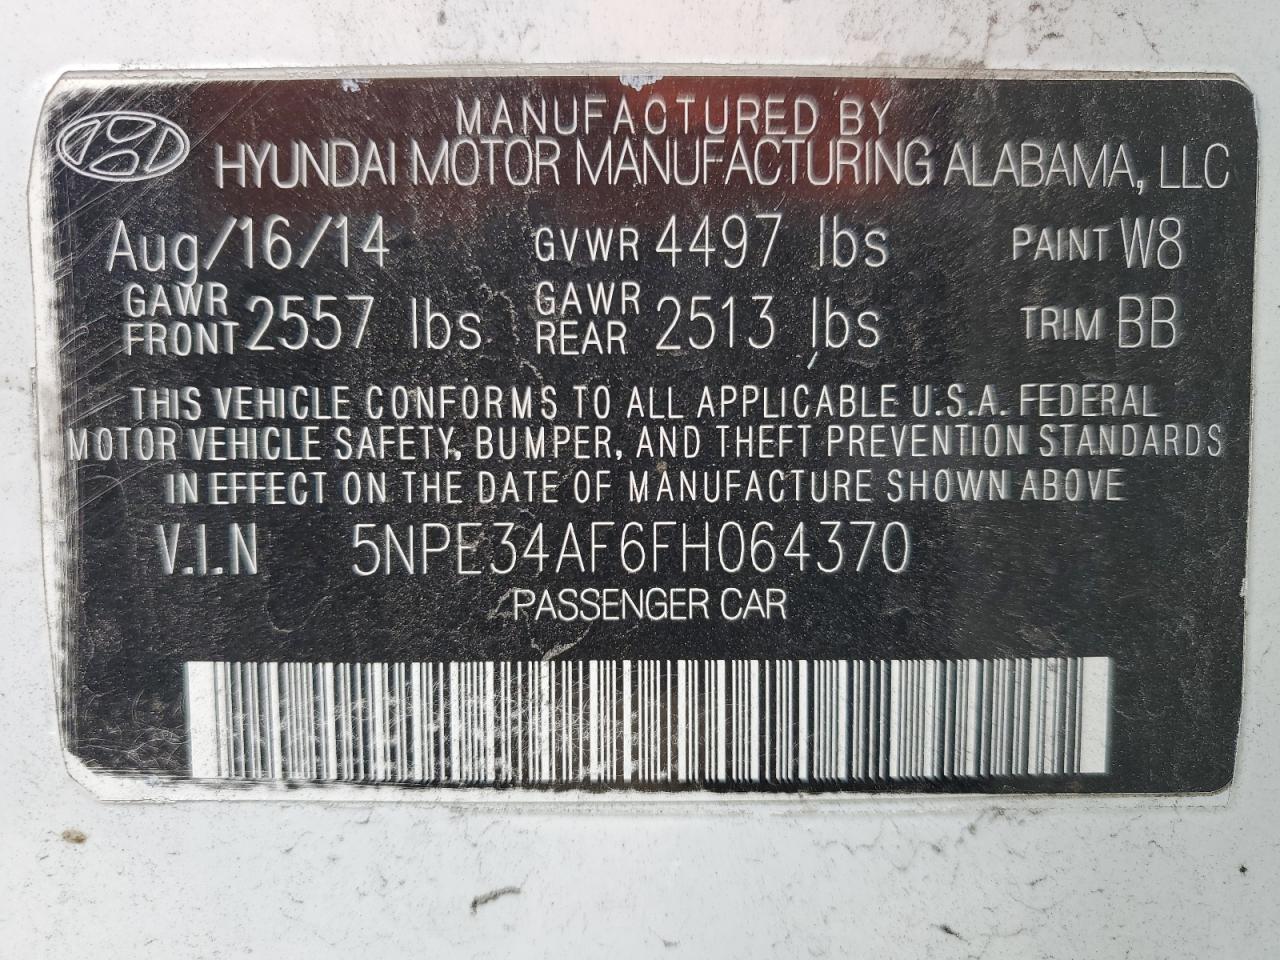 MANUFACTURED BY
HYUNDAI MOTOR MANUFACTURING ALABAMA, LLC
Aug/16/14 GVWR 4497 lbs PAINT W8
GAWR FRONT 2557 lbs GAWR REAR 2513 lbs TRIM BB
THIS VEHICLE CONFORMS TO ALL APPLICABLE U.S.A. FEDERAL
MOTOR VEHICLE SAFETY, BUMPER, AND THEFT PREVENTION STANDARDS
IN EFFECT ON THE DATE OF MANUFACTURE SHOWN ABOVE
V.I.N 5NPE34AF6FH064370
PASSENGER CAR